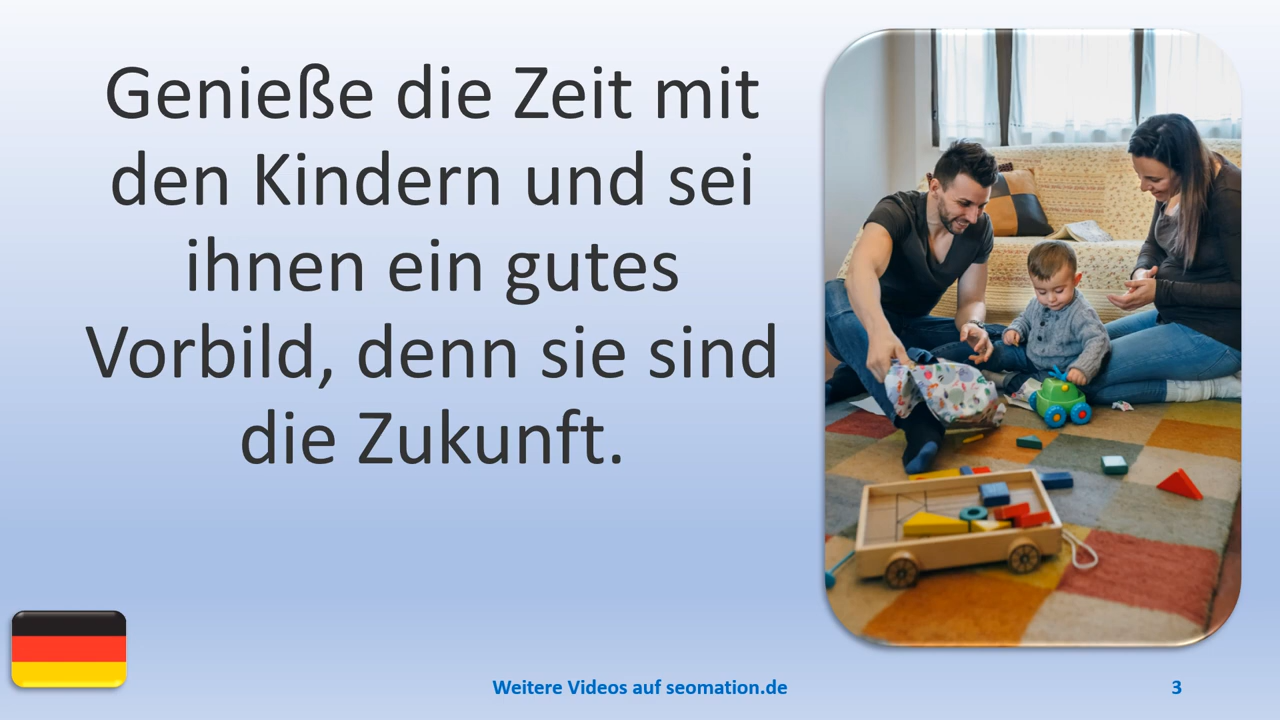 Genieße die Zeit mit
den Kindern und sei
ihnen ein gutes
Vorbild, denn sie sind
die Zukunft.
Weitere Videos auf seomation.de
3